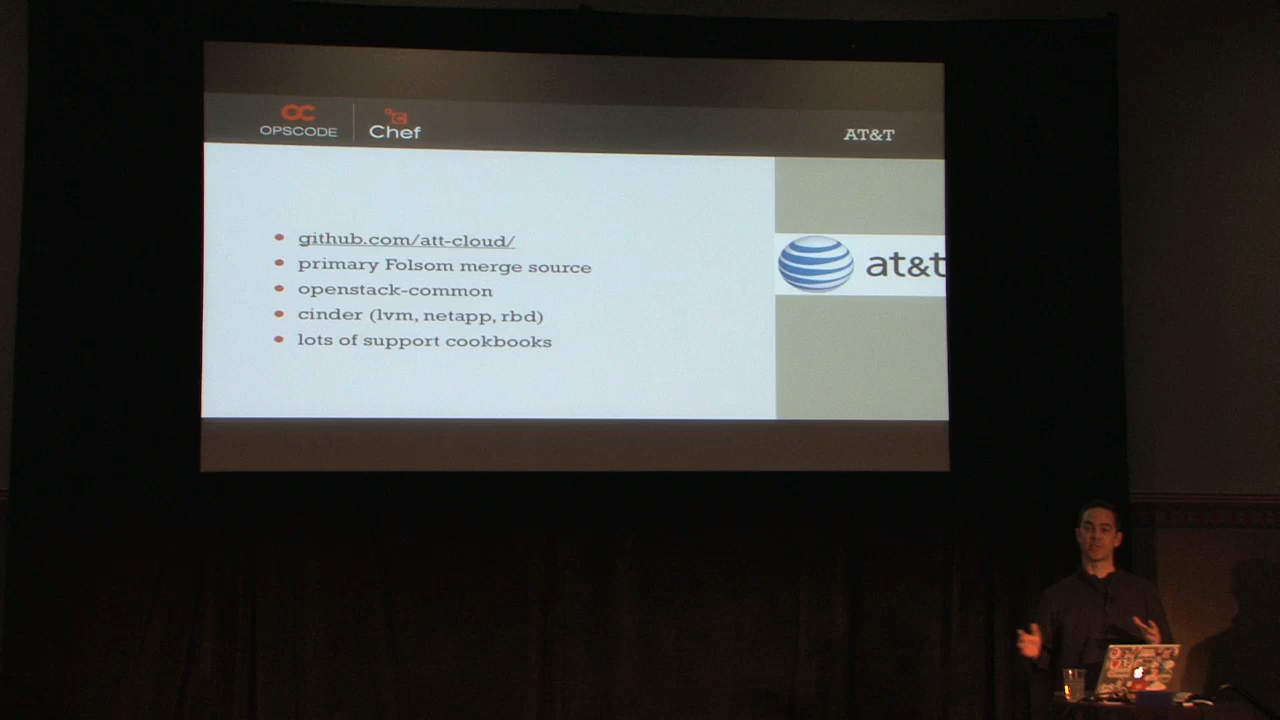 OPSCODE
Chef
AT&T
github.com/att-cloud/
primary Folsom merge source
openstack-common
cinder (lvm, netapp, rbd)
lots of support cookbooks
at&t